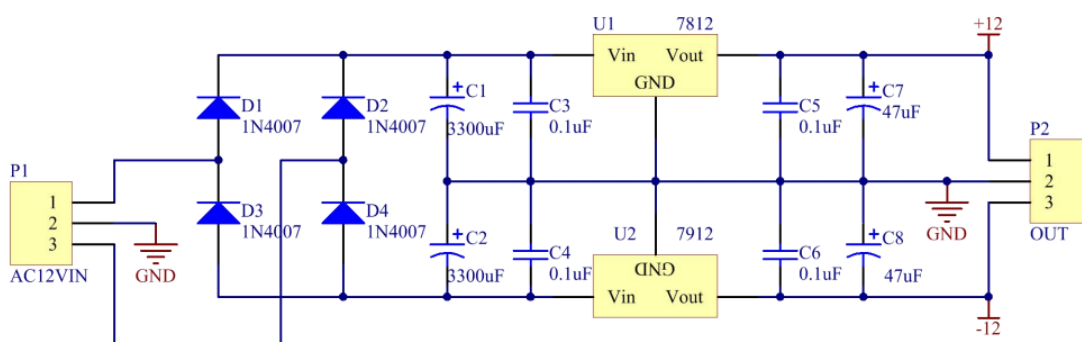 U1
7812
+12
Vin
Vout
GND
D1
1N4007
D2
1N4007
+
C1
3300uF
C3
0.1uF
C5
0.1uF
+
C7
47uF
P1
1
2
3
AC12VIN
GND
P2
1
2
3
OUT
GND
D3
1N4007
D4
1N4007
+
C2
3300uF
C4
0.1uF
U2
7912
GND
Vin
Vout
C6
0.1uF
+
C8
47uF
-12